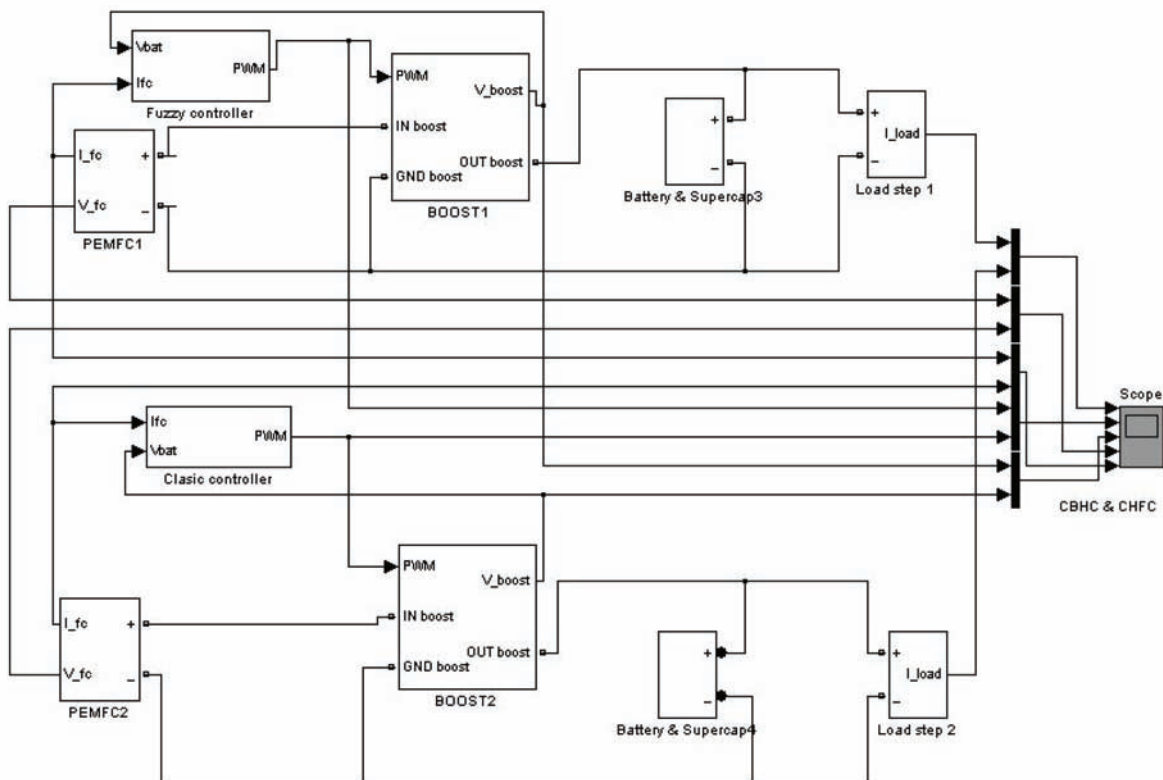 Vbat
Ifc
PWM
Fuzzy controller
PWM
V_boost
IN boost
OUT boost
GND boost
BOOST1
I_fc
+
V_fc
-
PEMFC1
+
-
Battery & Supercap3
+
I_load
-
Load step 1
Ifc
Vbat
PWM
Clasic controller
Scope
CBHC & CHFC
PWM
V_boost
IN boost
OUT boost
GND boost
BOOST2
I_fc
+
V_fc
-
PEMFC2
+
-
Battery & Supercap4
+
I_load
-
Load step 2